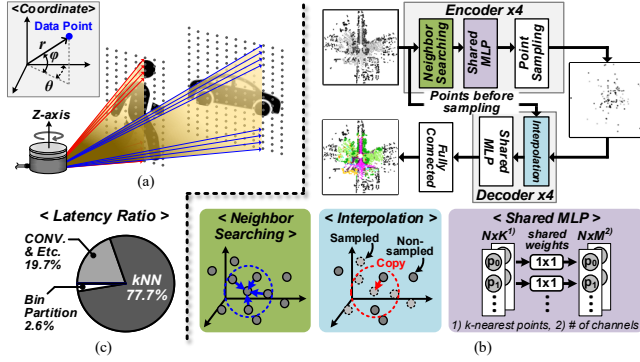 <Coordinate>
Data Point
r
φ
θ
Z-axis
(a)
Encoder x4
Neighbor
Searching
Shared
MLP
Point
Sampling
Points before
sampling
Fully
Connected
Shared
MLP
Interpolation
Decoder x4
< Latency Ratio >
CONV.
& Etc.
19.7%
kNN
77.7%
Bin
Partition
2.6%
(c)
< Neighbor
Searching >
< Interpolation >
Sampled
Non-
sampled
Copy
< Shared MLP >
NxK1)
shared
weights
NxM2)
p0
1x1
p0
p1
1x1
p1
1) k-nearest points, 2) # of channels
(b)